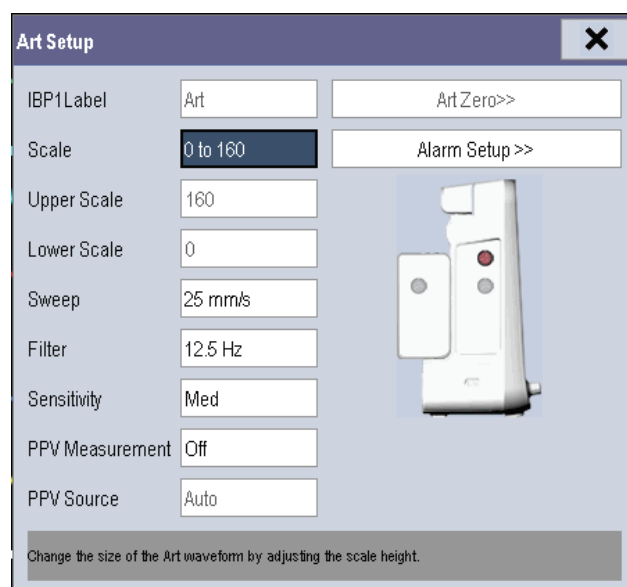 Art Setup
IBP1Label Art Art Zero>>
Scale 0 to 160 Alarm Setup >>
Upper Scale 160
Lower Scale 0
Sweep 25 mm/s
Filter 12.5 Hz
Sensitivity Med
PPV Measurement Off
PPV Source Auto
Change the size of the Art waveform by adjusting the scale height.